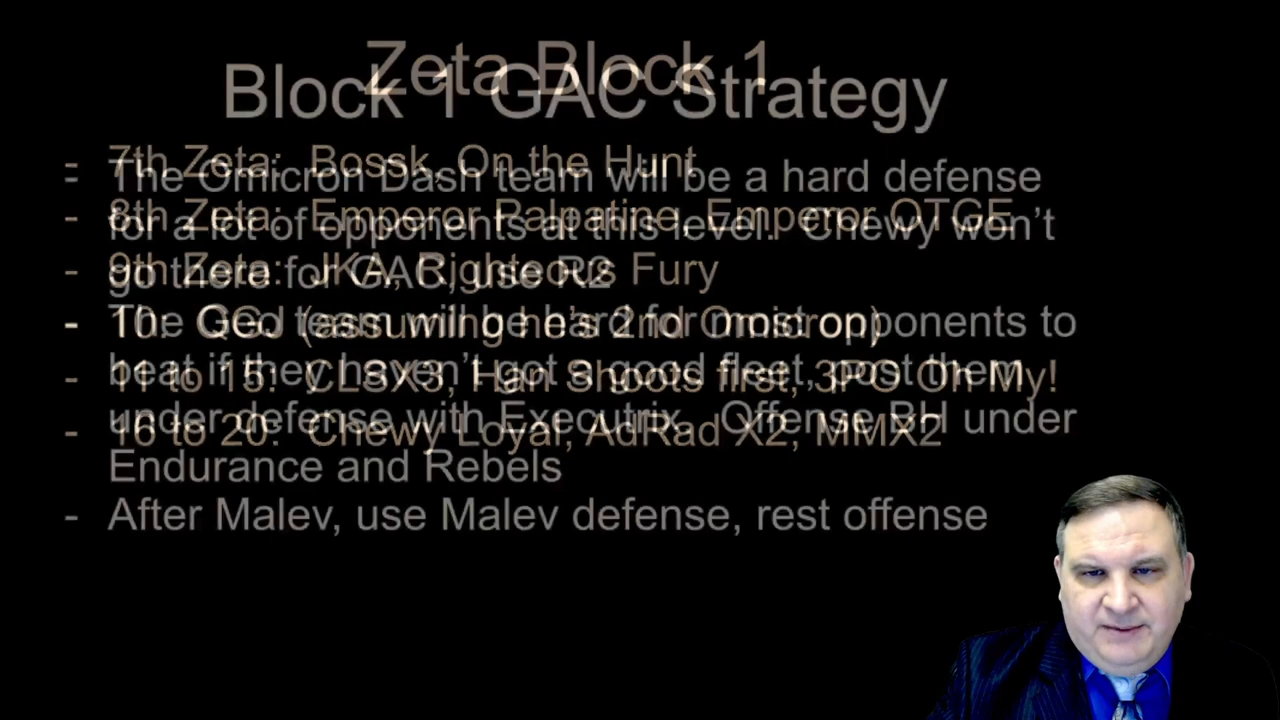 Zeta Block 1
- 7th Zeta: Bossk, On the Hunt
- 8th Zeta: Emperor Palpatine, Emperor OTGE
- 9th Zeta: JKA, Righteous Fury
- 10: QGJ (assuming he's 2nd Omicron)
- 11 to 15: CLSX3, Han Shoots first, 3PO Oh My!
- 16 to 20: Chewy Loyal, AdRad X2, MMX2
Block 1 GAC Strategy
- The Omicron Dash team will be a hard defense
for a lot of opponents at this level. Chewy won't
go there for GAC, use R2
- The Geo team will be hard for most opponents to
beat if they haven't got a good fleet, post them
under defense with Executrix. Offense BH under
Endurance and Rebels
- After Malev, use Malev defense, rest offense